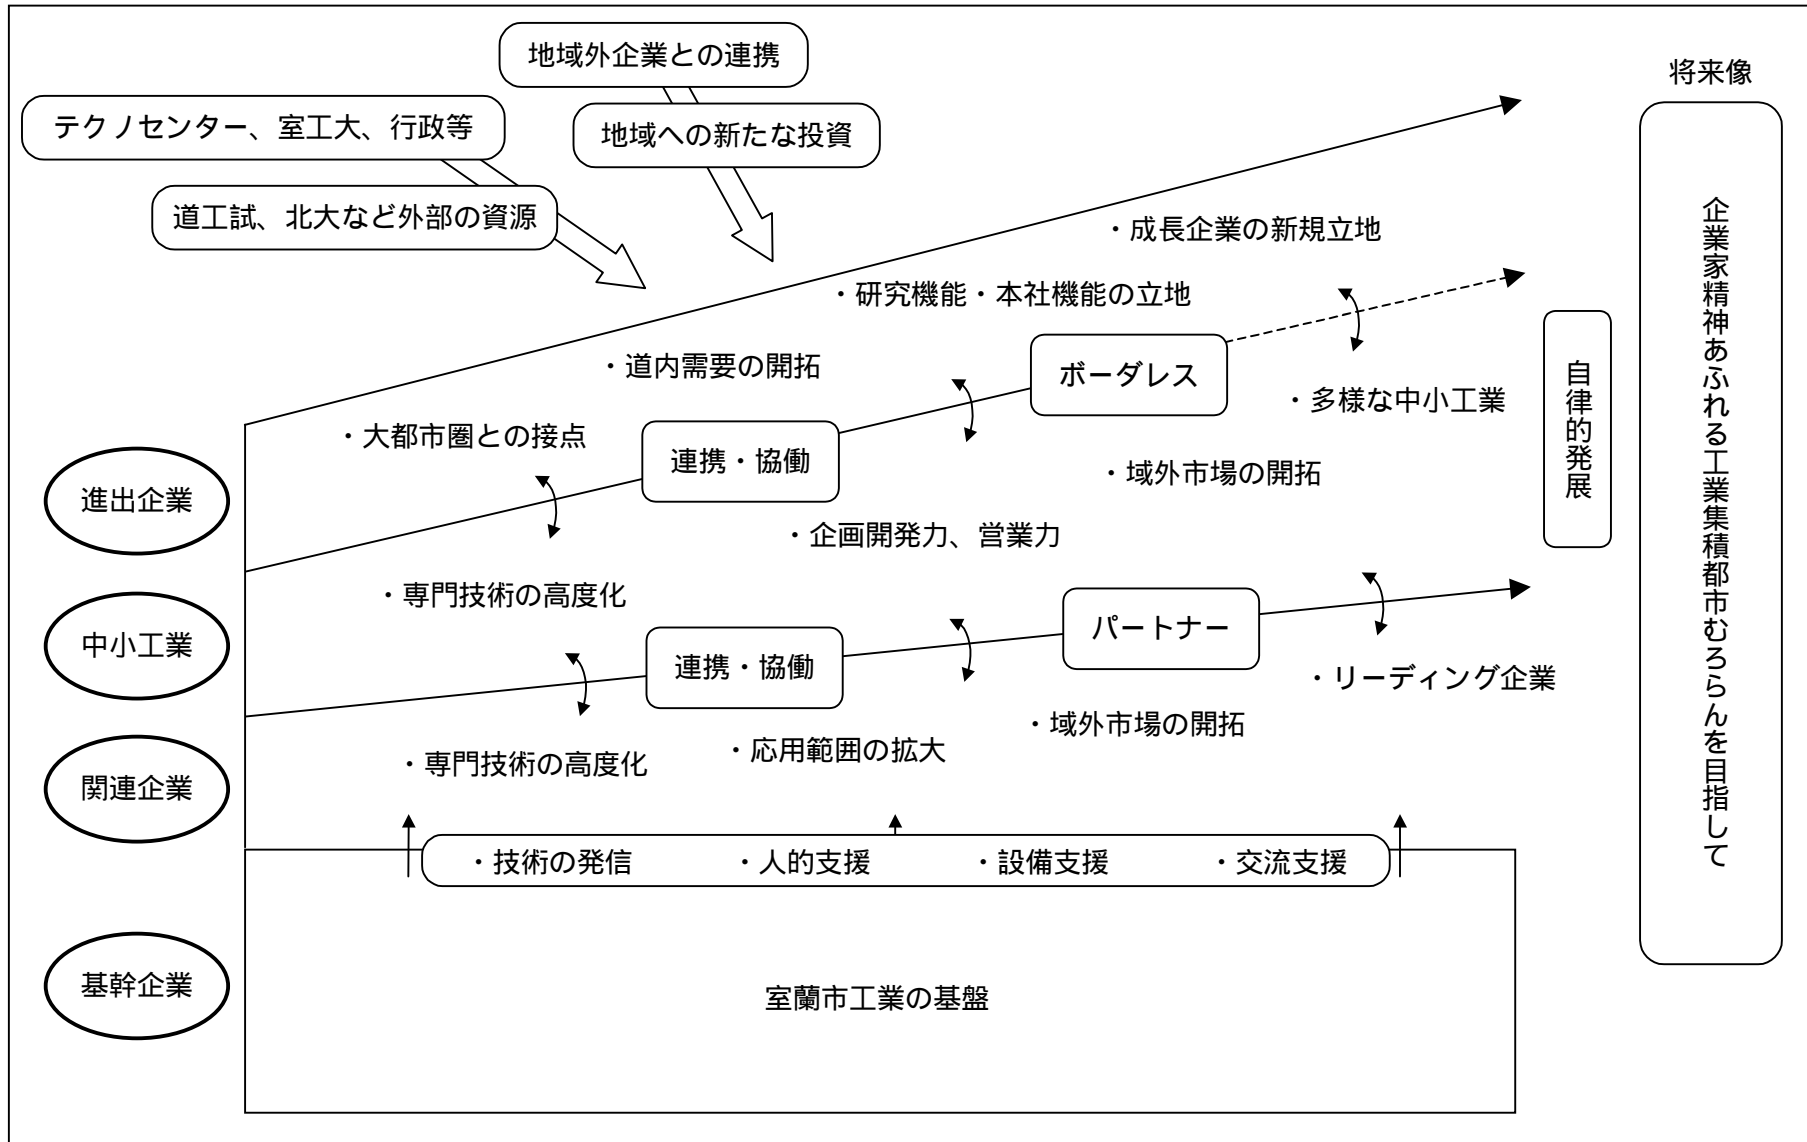 地域外企業との連携
将来像
テクノセンター、室工大、行政等
地域への新たな投資
道工試、北大など外部の資源
・成長企業の新規立地
・研究機能・本社機能の立地
・道内需要の開拓
ボーダレス
・多様な中小工業
・大都市圏との接点
連携・協働
・域外市場の開拓
進出企業
・企画開発力、営業力
自律的発展
企業家精神あふれる工業集積都市むろらんを目指して
・専門技術の高度化
パートナー
中小工業
連携・協働
・リーディング企業
・域外市場の開拓
・応用範囲の拡大
・専門技術の高度化
関連企業
・技術の発信 ・人的支援 ・設備支援 ・交流支援
基幹企業
室蘭市工業の基盤